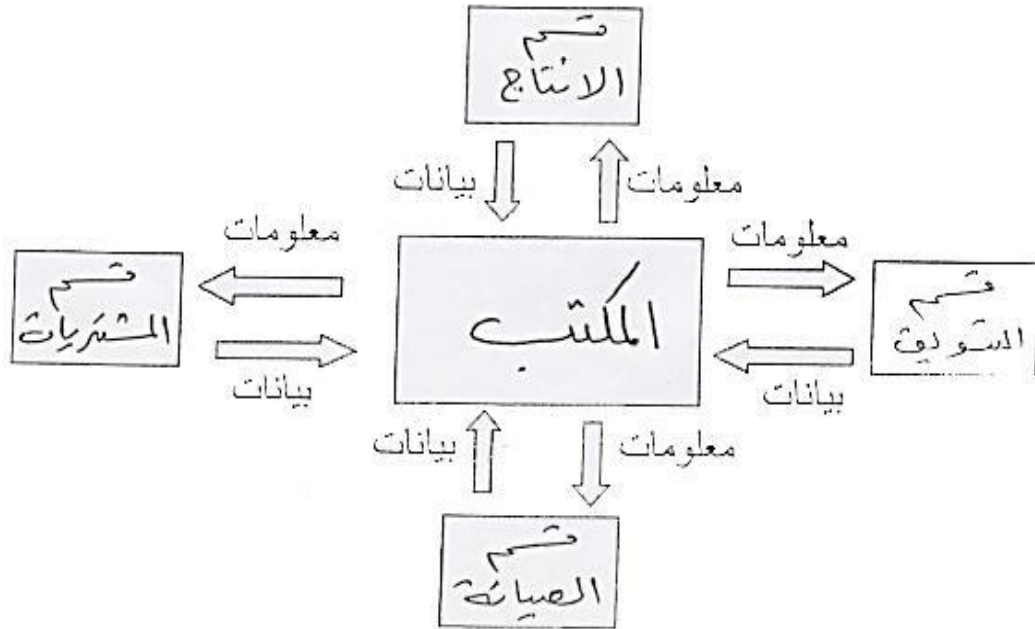 قسم
الانتاج
بيانات
معلومات
معلومات
معلومات
قسم
المشتريات
المكتب
قسم
التسويق
بيانات
بيانات
بيانات
معلومات
قسم
الصيانة